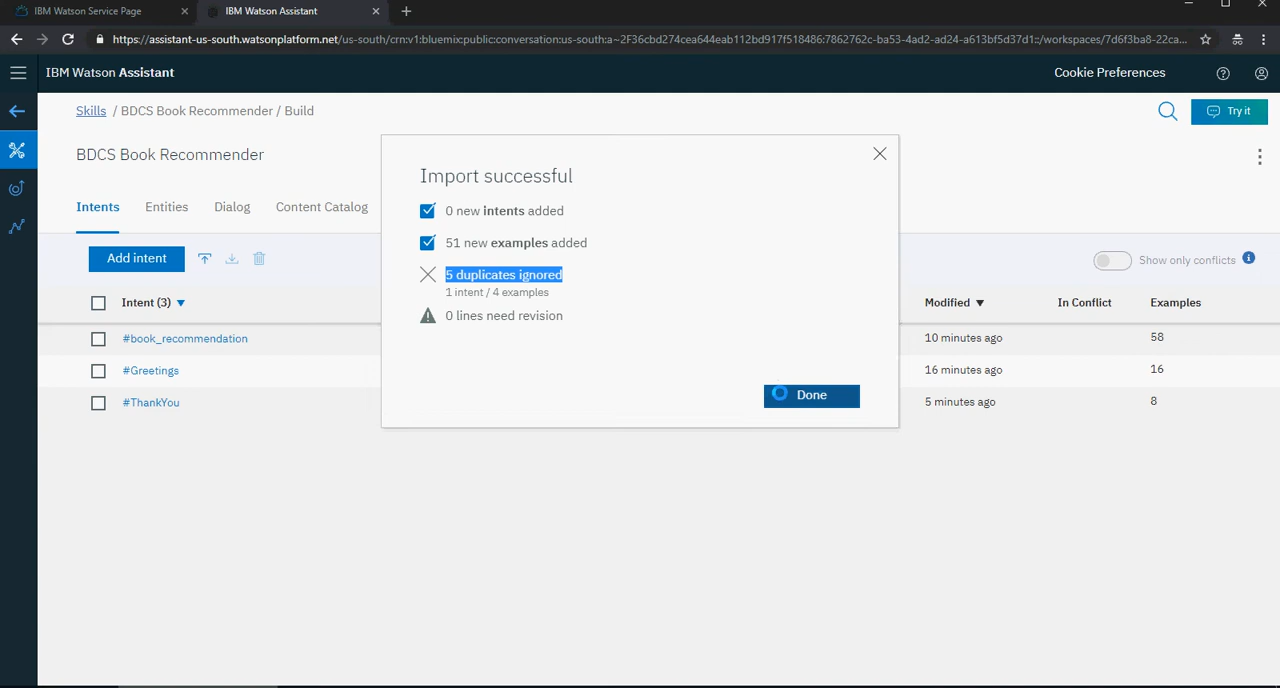 IBM Watson Service Page
IBM Watson Assistant
https://assistant-us-south.watsonplatform.net/us-south/crn:v1:bluemix:public:conversation:us-south:a~2F36cbd274cea644eab112bd917f518486:7862762c-ba53-4ad2-ad24-a613bf5d37d1::/workspaces/7d6f3ba8-22ca...
IBM Watson Assistant
Cookie Preferences
Skills / BDCS Book Recommender / Build
Try it
BDCS Book Recommender
Intents Entities Dialog Content Catalog
Add intent
Show only conflicts
Intent (3) Modified In Conflict Examples
#book_recommendation 10 minutes ago 58
#Greetings 16 minutes ago 16
#ThankYou 5 minutes ago 8
Import successful
0 new intents added
51 new examples added
5 duplicates ignored
1 intent / 4 examples
0 lines need revision
Done